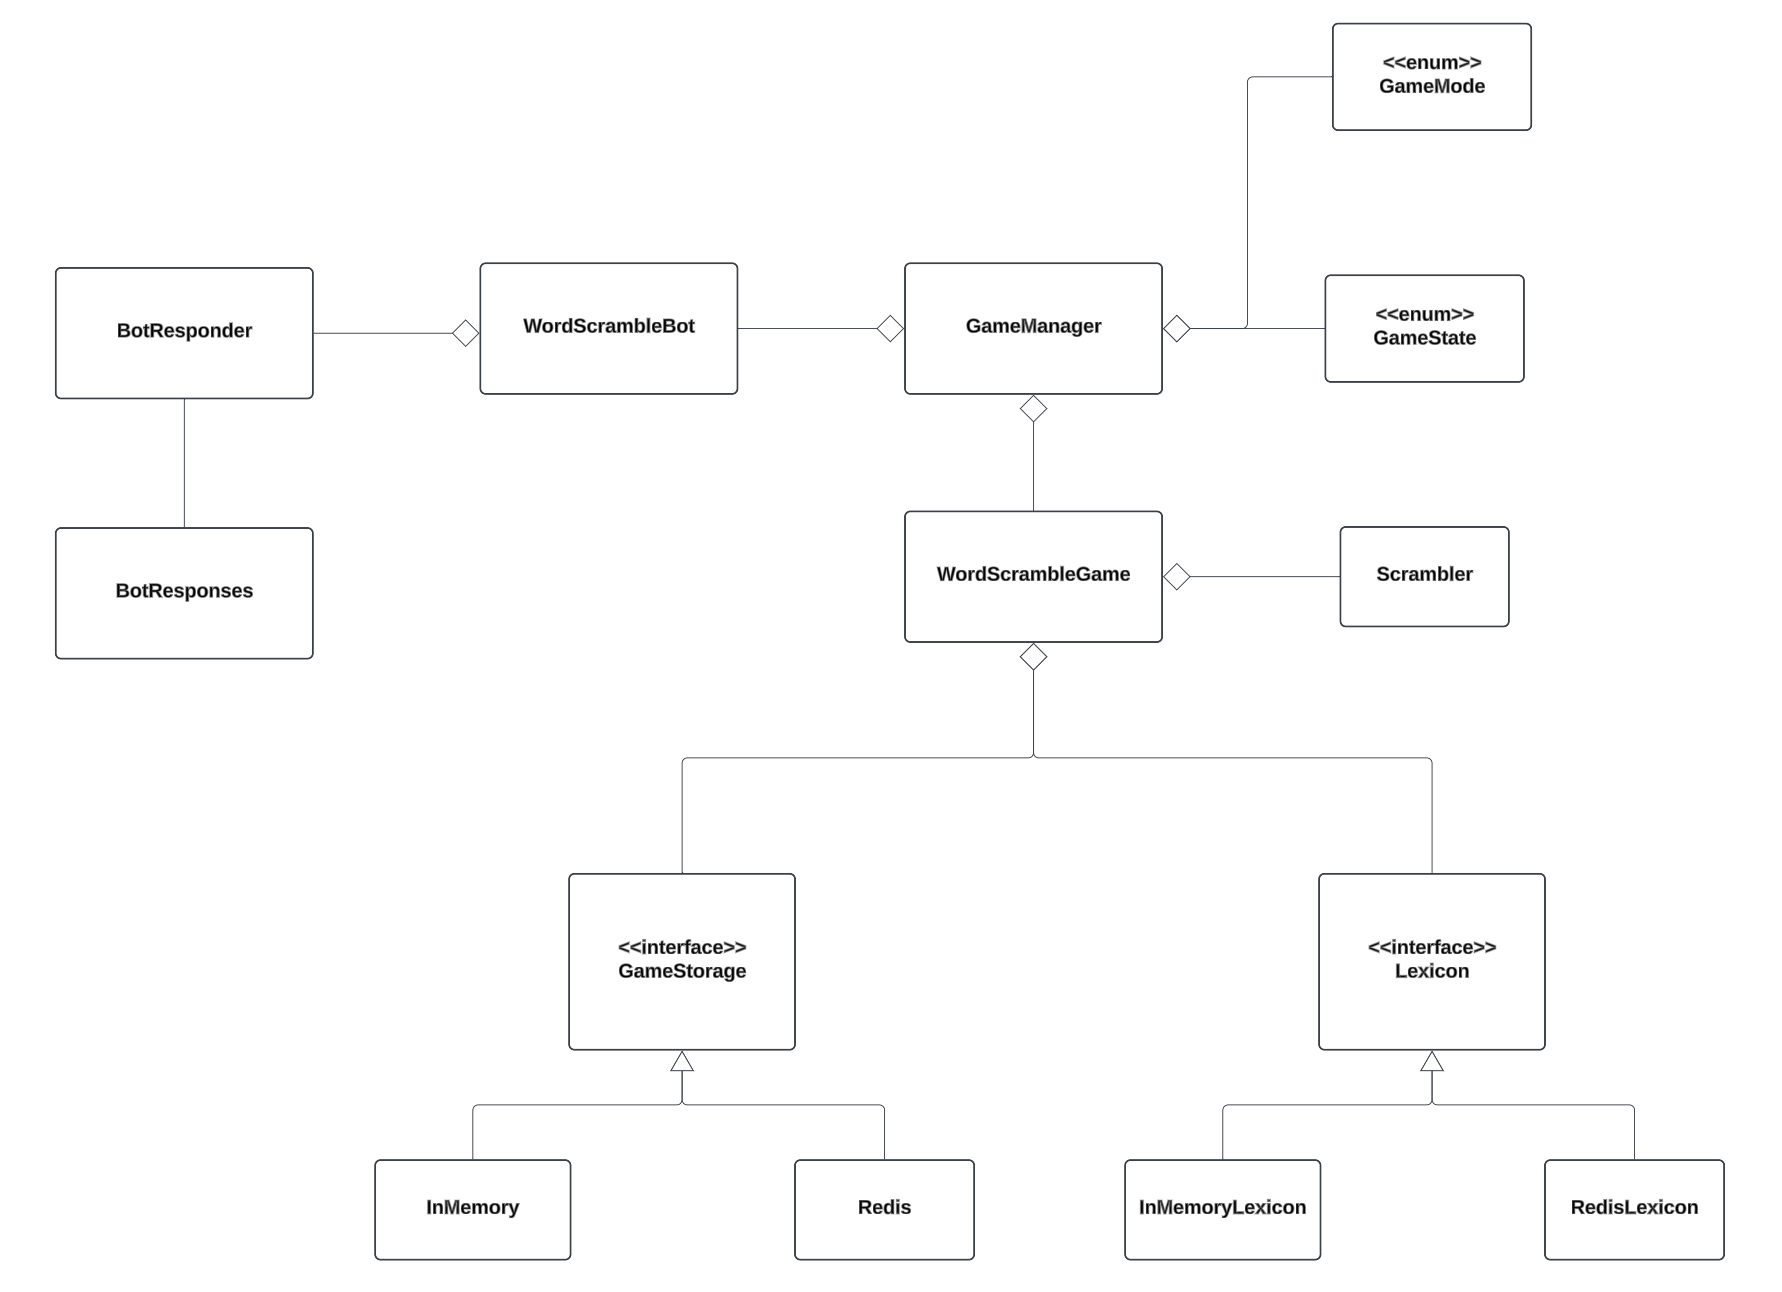 <<enum>>
GameMode
BotResponder
WordScrambleBot
GameManager
<<enum>>
GameState
BotResponses
WordScrambleGame
Scrambler
<<interface>>
GameStorage
<<interface>>
Lexicon
InMemory
Redis
InMemoryLexicon
RedisLexicon